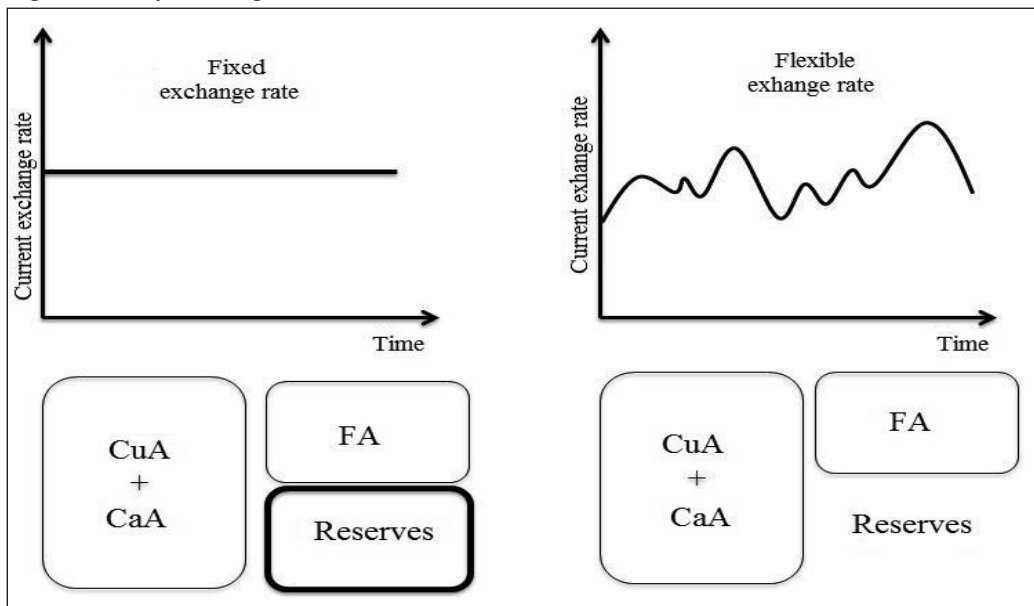 Fixed
exchange rate
Current exchange rate
Time
CuA
+
CaA
FA
Reserves
Flexible
exhange rate
Current exhange rate
Time
CuA
+
CaA
FA
Reserves